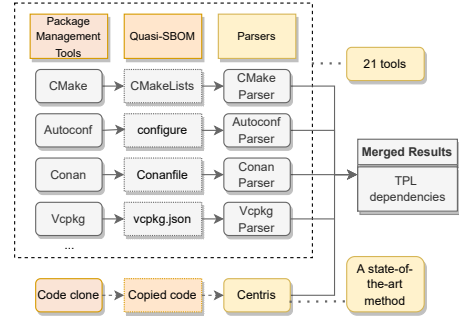 Package
Management
Tools
Quasi-SBOM
Parsers
21 tools
CMake
CMakeLists
CMake
Parser
Autoconf
configure
Autoconf
Parser
Conan
Conanfile
Conan
Parser
Vcpkg
vcpkg.json
Vcpkg
Parser
...
Merged Results
TPL
dependencies
Code clone
Copied code
Centris
A state-of-
the-art
method